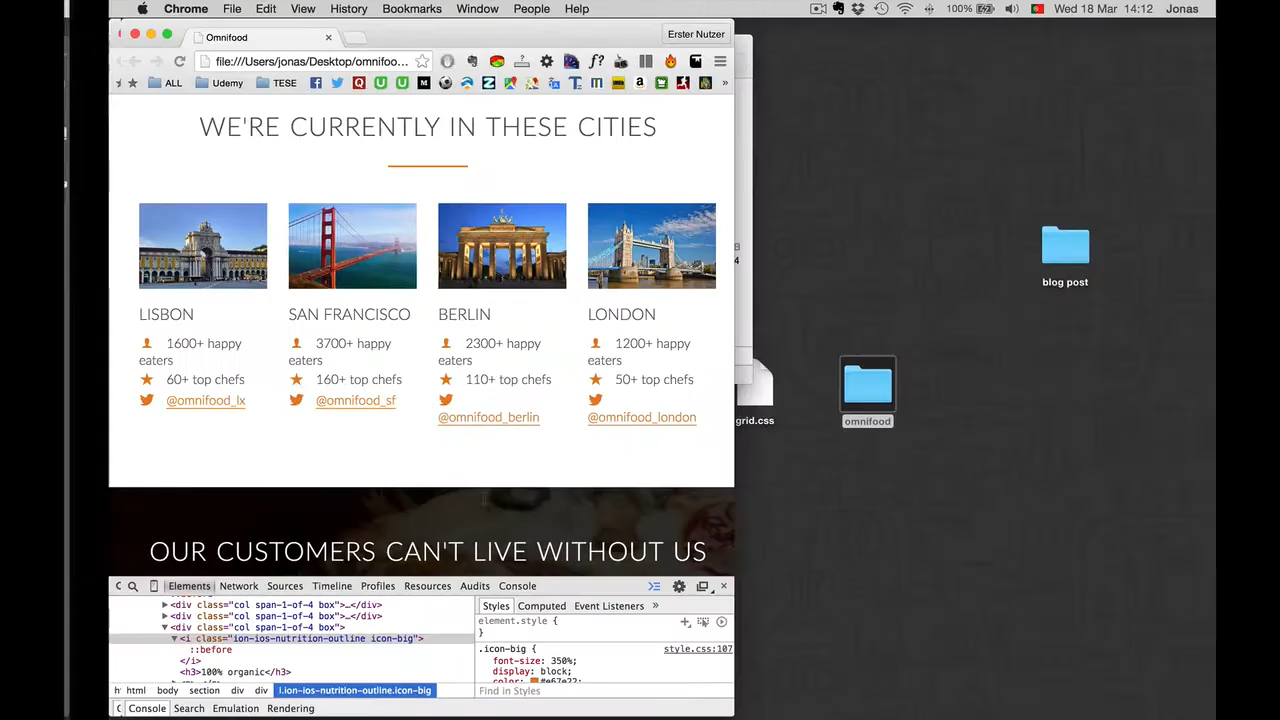 Chrome File Edit View History Bookmarks Window People Help 100% Wed 18 Mar 14:12 Jonas
Omnifood
Erster Nutzer
file:///Users/jonas/Desktop/omnifoo...
ALL Udemy TESE
WE'RE CURRENTLY IN THESE CITIES
LISBON SAN FRANCISCO BERLIN LONDON
1600+ happy eaters
60+ top chefs
@omnifood_lx
3700+ happy eaters
160+ top chefs
@omnifood_sf
2300+ happy eaters
110+ top chefs
@omnifood_berlin
1200+ happy eaters
50+ top chefs
@omnifood_london
OUR CUSTOMERS CAN'T LIVE WITHOUT US
blog post
grid.css
omnifood
Elements Network Sources Timeline Profiles Resources Audits Console
<div class="col span-1-of-4 box">…</div>
<div class="col span-1-of-4 box">…</div>
<div class="col span-1-of-4 box">
<i class="ion-ios-nutrition-outline icon-big">
::before
</i>
<h3>100% organic</h3>
html body section div div i.ion-ios-nutrition-outline.icon-big
Styles Computed Event Listeners »
element.style {
}
.icon-big { style.css:107
font-size: 350%;
display: block;
color: #e67e22;
Find in Styles
Console Search Emulation Rendering